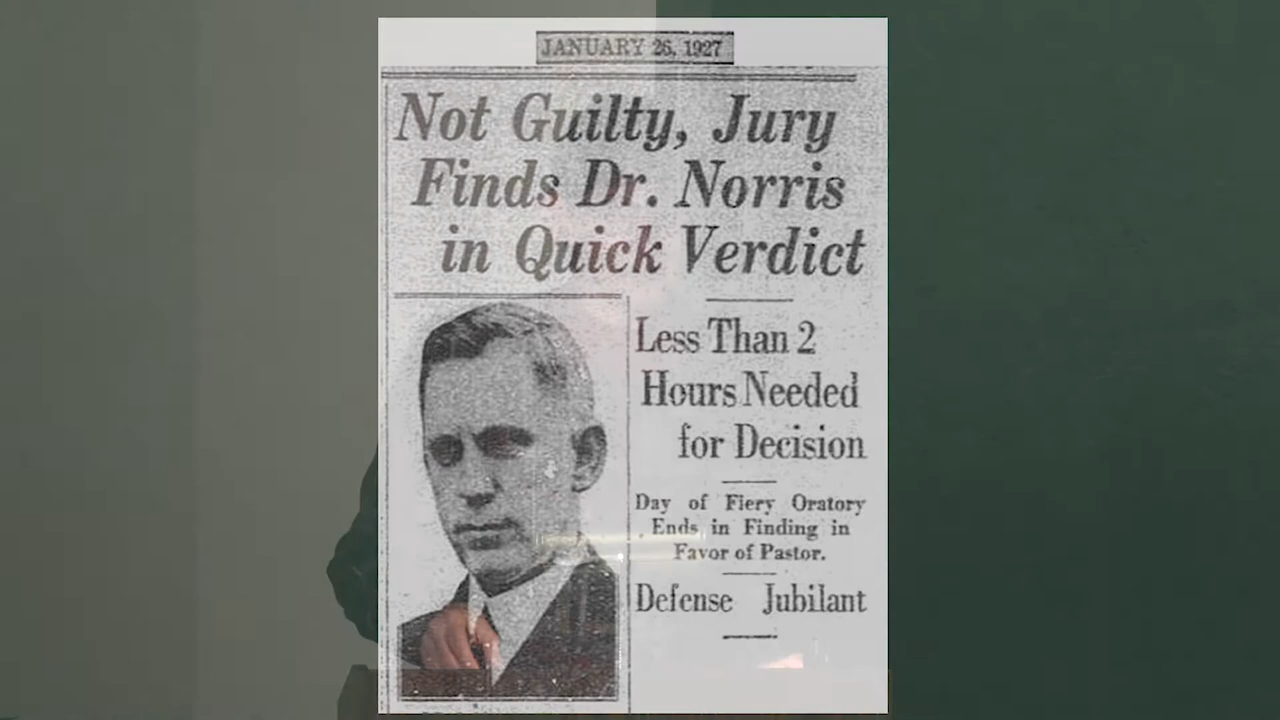 JANUARY 26, 1927
Not Guilty, Jury
Finds Dr. Norris
in Quick Verdict
Less Than 2
Hours Needed
for Decision
Day of Fiery Oratory
Ends in Finding in
Favor of Pastor.
Defense Jubilant